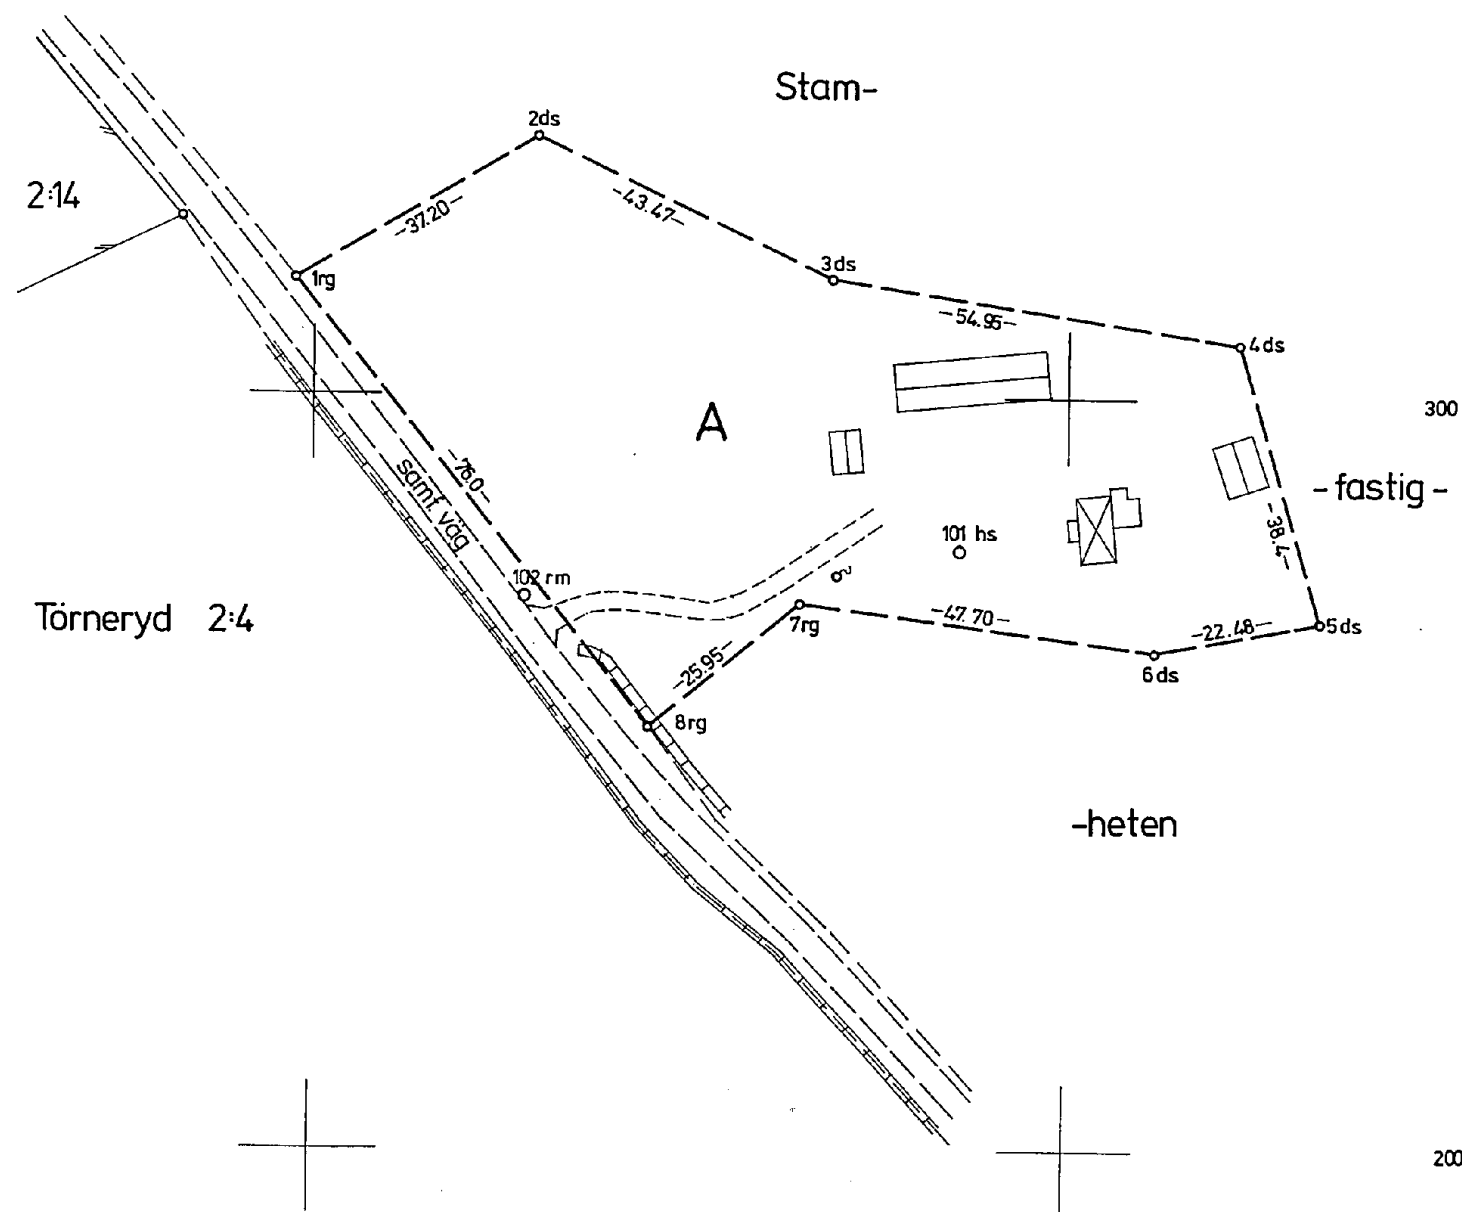 Stam-
2ds
2:14
-37.20-
-43.47-
3ds
1rg
-54.95-
4ds
A
300
-76.0-
samf. väg
-fastig-
-38.4-
101 hs
102 rm
Törneryd 2:4
7rg
-47.70-
-22.48-
5ds
-25.95-
6ds
8rg
-heten
200